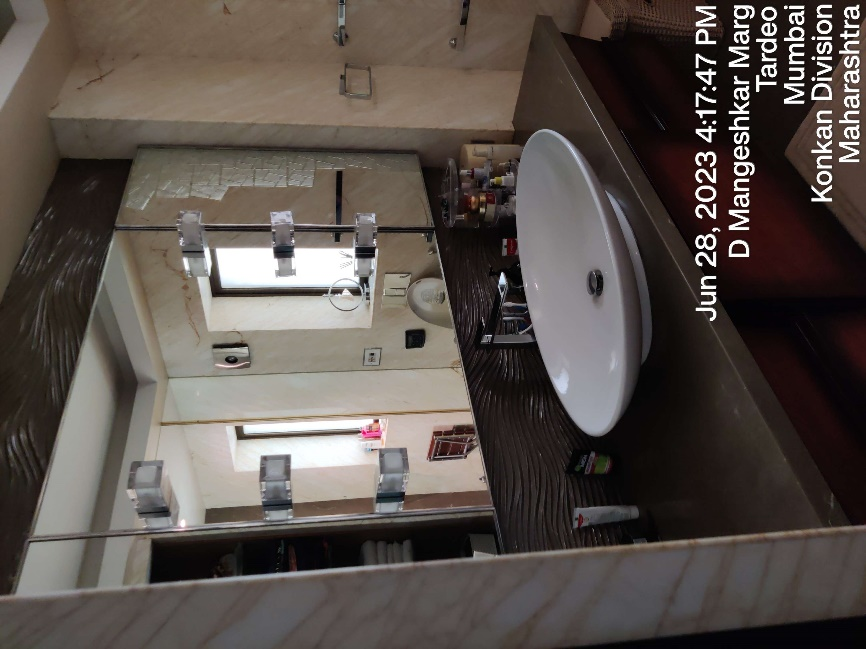 Jun 28, 2023 4:17:47 PM
D Mangeshkar Marg
Tardeo
Mumbai
Konkan Division
Maharashtra